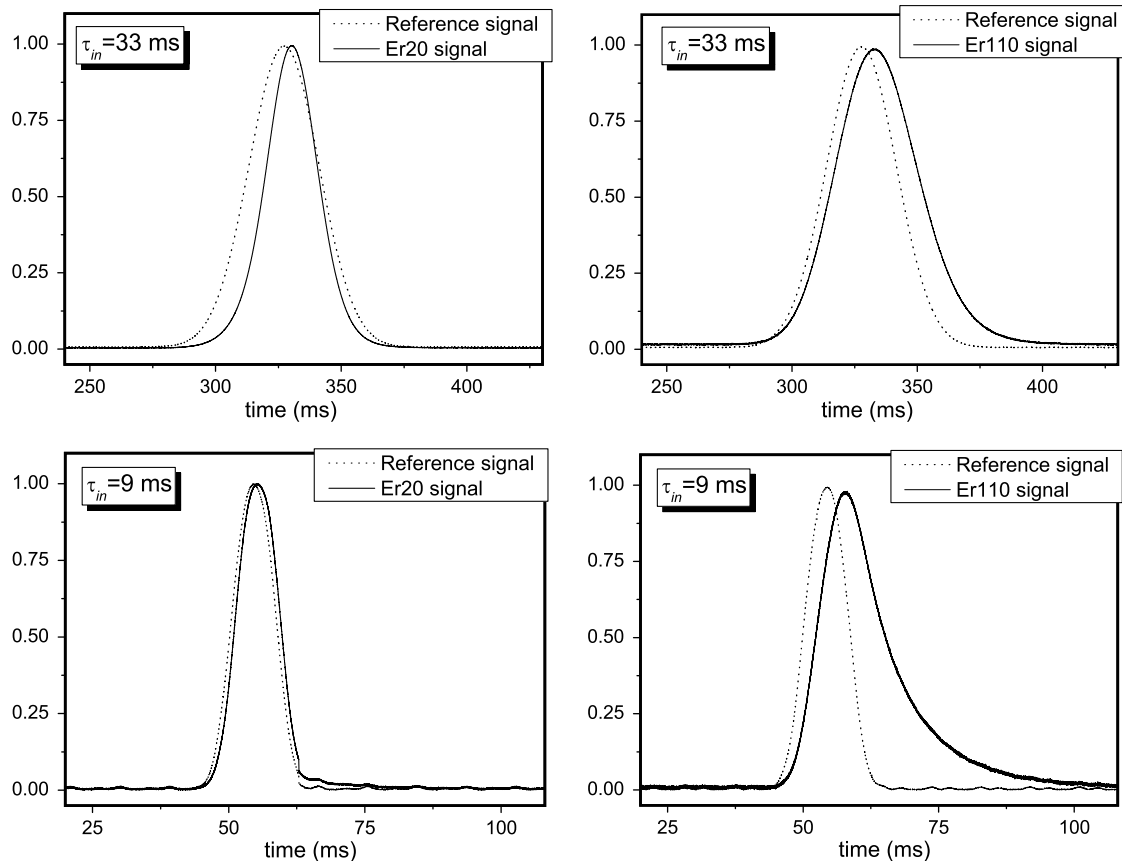 Reference signal
Er20 signal
τin=33 ms
1.00
0.75
0.50
0.25
0.00
250 300 350 400
time (ms)
Reference signal
Er110 signal
τin=33 ms
1.00
0.75
0.50
0.25
0.00
250 300 350 400
time (ms)
Reference signal
Er20 signal
τin=9 ms
1.00
0.75
0.50
0.25
0.00
25 50 75 100
time (ms)
Reference signal
Er110 signal
τin=9 ms
1.00
0.75
0.50
0.25
0.00
25 50 75 100
time (ms)